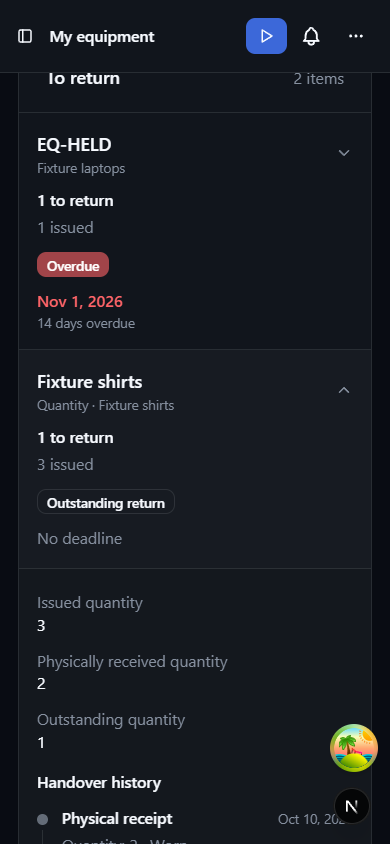 My equipment
To return 2 items
EQ-HELD
Fixture laptops
1 to return
1 issued
Overdue
Nov 1, 2026
14 days overdue
Fixture shirts
Quantity · Fixture shirts
1 to return
3 issued
Outstanding return
No deadline
Issued quantity
3
Physically received quantity
2
Outstanding quantity
1
Handover history
Physical receipt Oct 10,
N